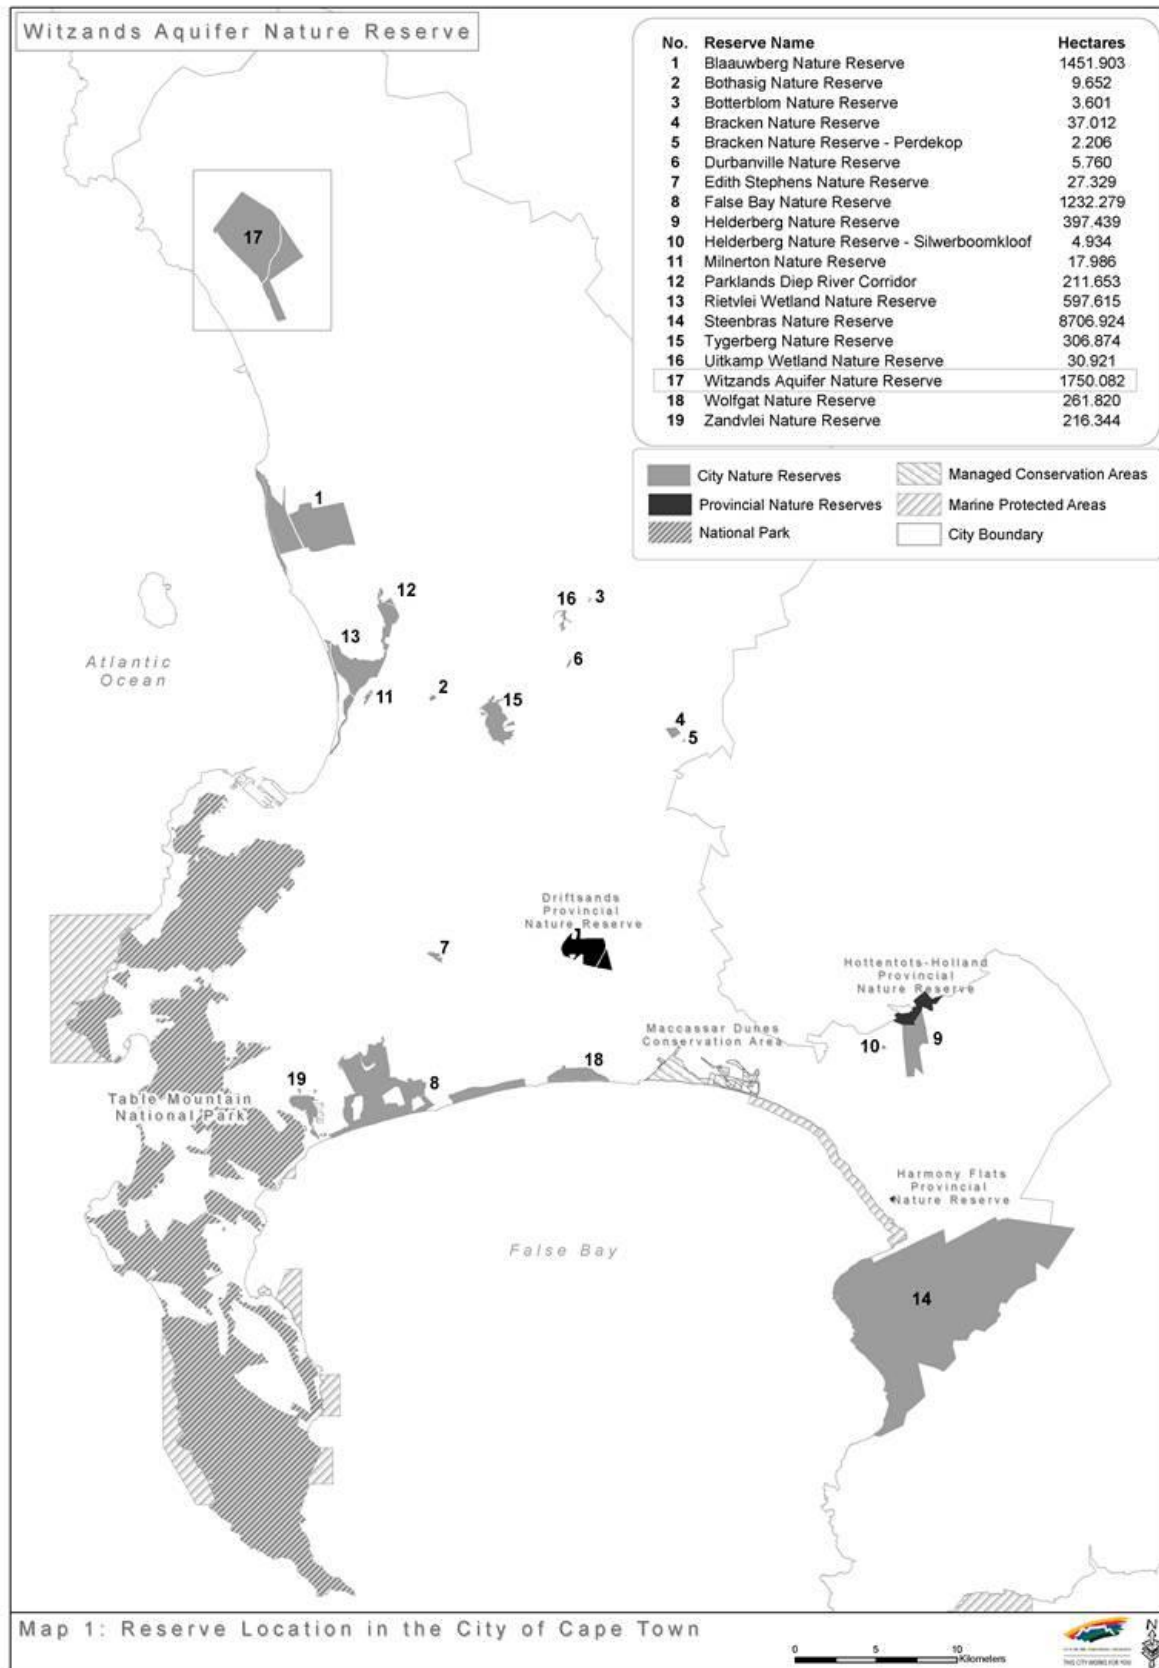 Witzands Aquifer Nature Reserve
No. Reserve Name Hectares
1 Blaauwberg Nature Reserve 1451.903
2 Bothasig Nature Reserve 9.652
3 Botterblom Nature Reserve 3.601
4 Bracken Nature Reserve 37.012
5 Bracken Nature Reserve - Perdekop 2.206
6 Durbanville Nature Reserve 5.760
7 Edith Stephens Nature Reserve 27.329
8 False Bay Nature Reserve 1232.279
9 Helderberg Nature Reserve 397.439
10 Helderberg Nature Reserve - Silwerboomkloof 4.934
11 Milnerton Nature Reserve 17.986
12 Parklands Diep River Corridor 211.653
13 Rietvlei Wetland Nature Reserve 597.615
14 Steenbras Nature Reserve 8706.924
15 Tygerberg Nature Reserve 306.874
16 Uitkamp Wetland Nature Reserve 30.921
17 Witzands Aquifer Nature Reserve 1750.082
18 Wolfgat Nature Reserve 261.820
19 Zandvlei Nature Reserve 216.344
City Nature Reserves
Managed Conservation Areas
Provincial Nature Reserves
Marine Protected Areas
National Park
City Boundary
17
1
12
16
3
13
6
Atlantic
Ocean
11
2
15
4
5
Driftsands
Provincial
Nature Reserve
7
Hottentots-Holland
Provincial
Nature Reserve
Maccassar Dunes
Conservation Area
10
9
18
19
8
Table Mountain
National Park
Harmony Flats
Provincial
Nature Reserve
False Bay
14
Map 1: Reserve Location in the City of Cape Town
0 5 10
Kilometers
THIS CITY WORKS FOR YOU
N